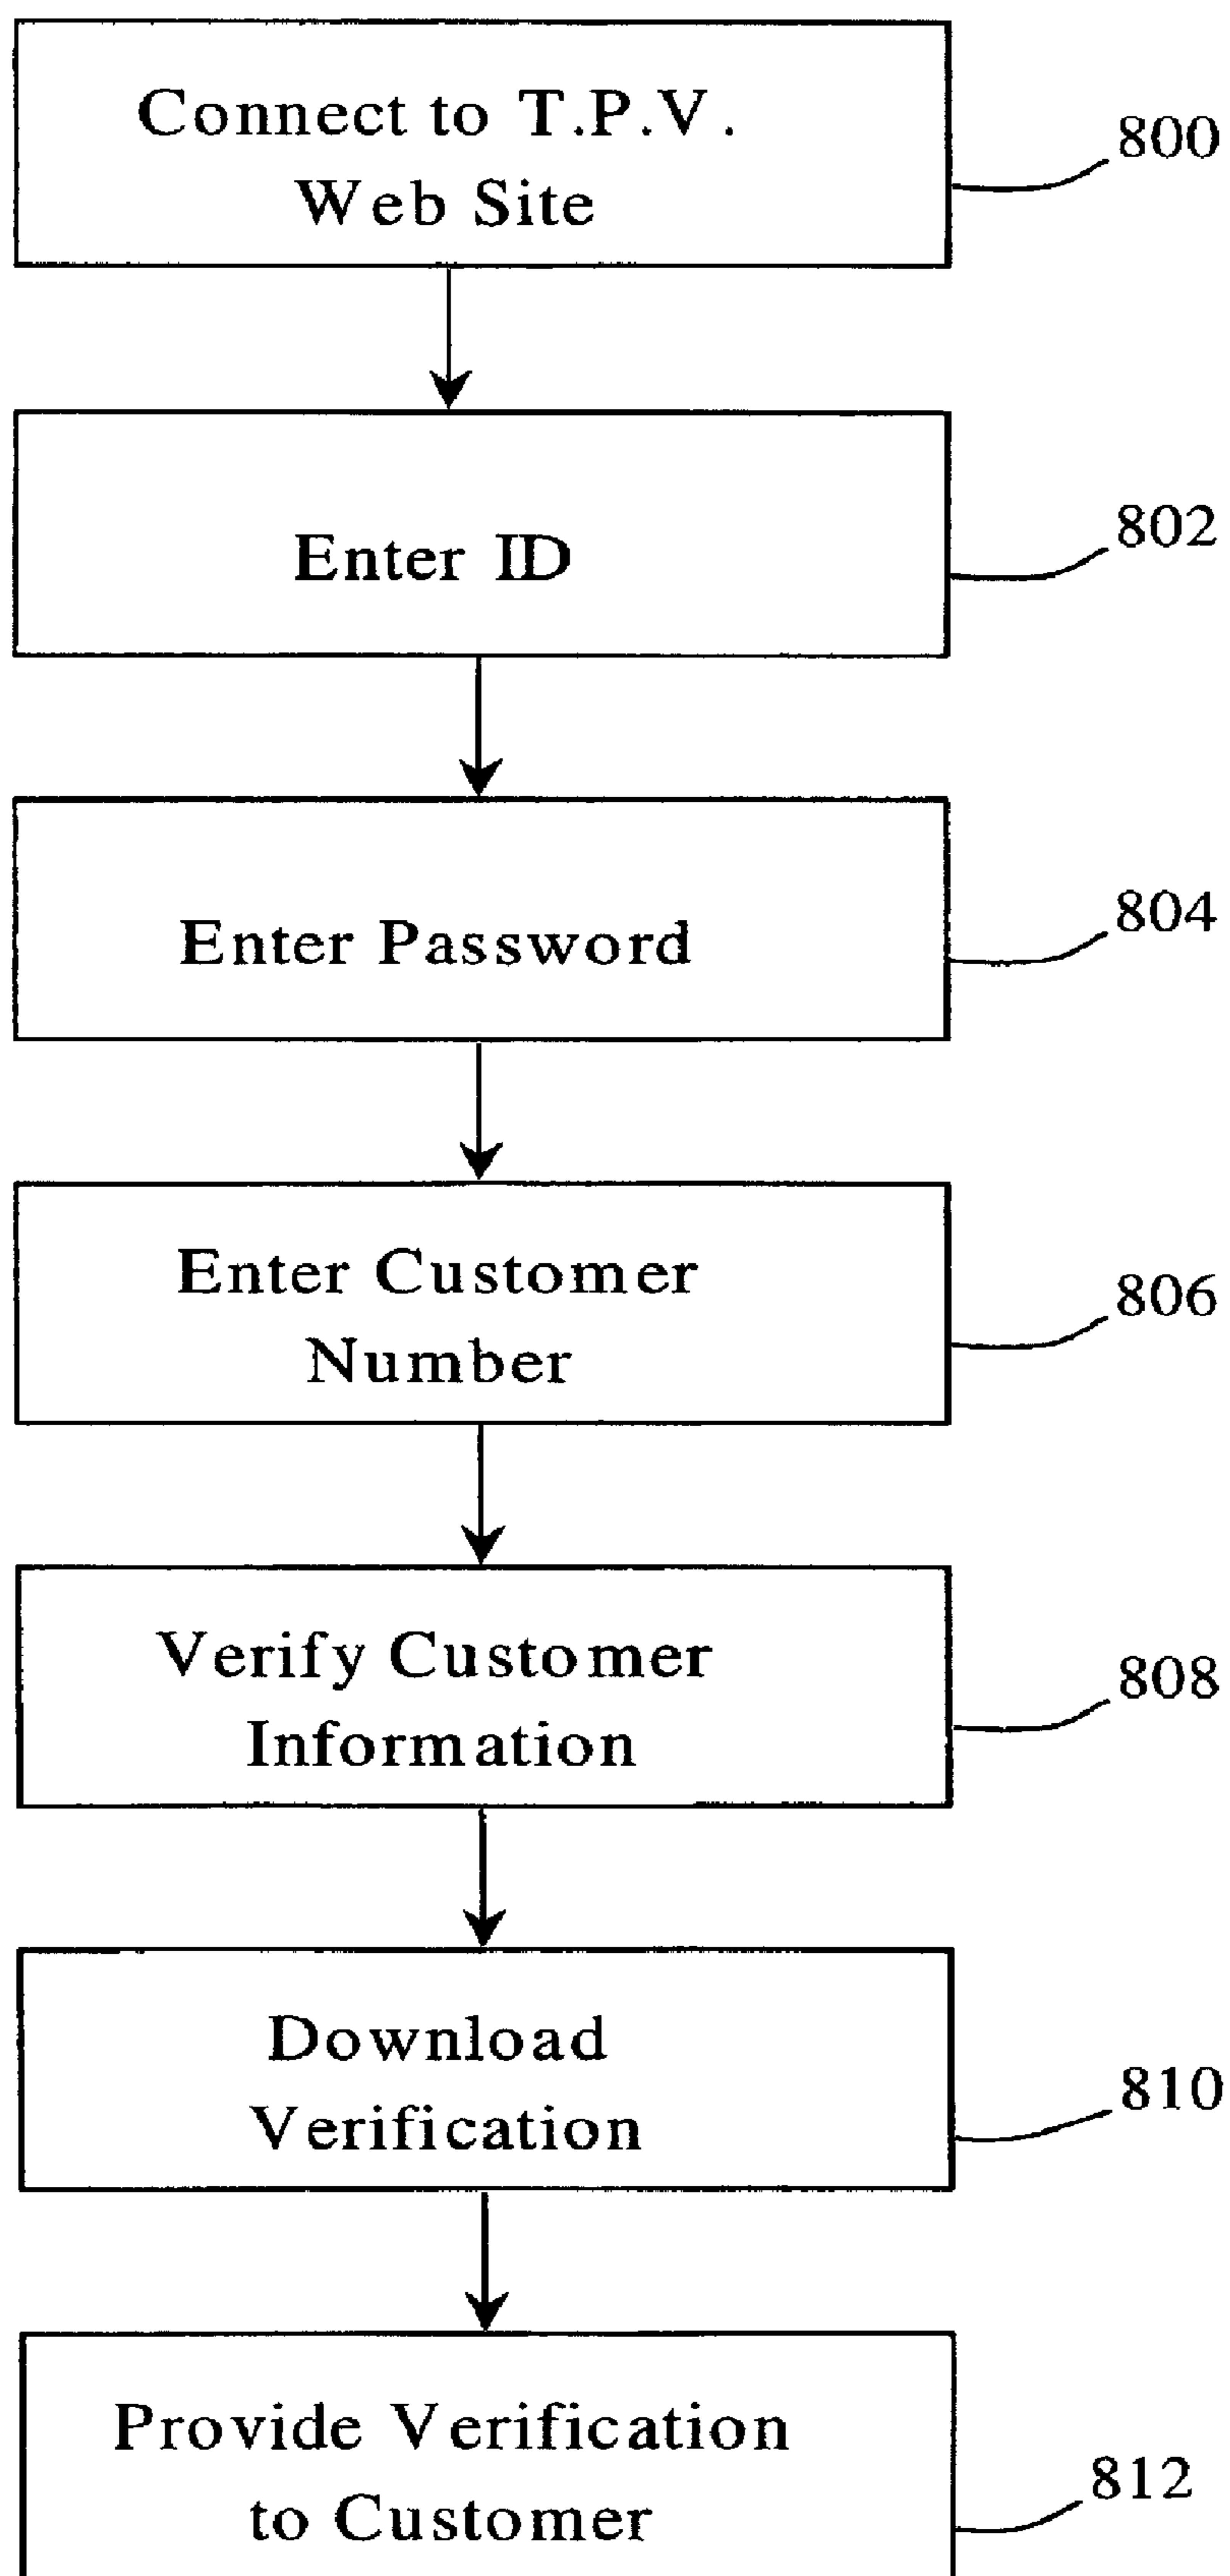 Connect to T.P.V.
Web Site
800
Enter ID
802
Enter Password
804
Enter Customer
Number
806
Verify Customer
Information
808
Download
Verification
810
Provide Verification
to Customer
812